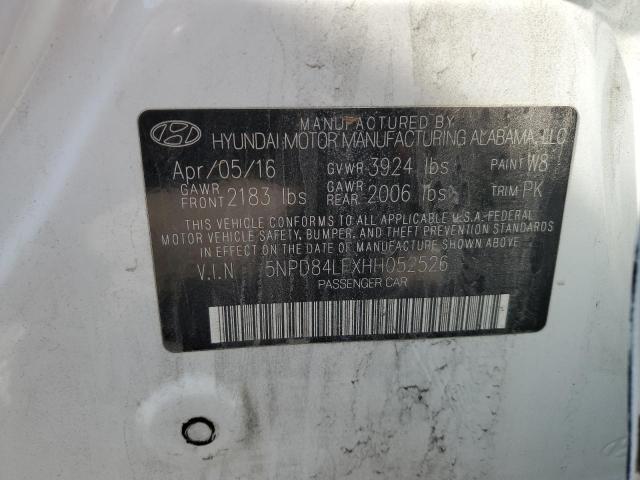 MANUFACTURED BY
HYUNDAI MOTOR MANUFACTURING ALABAMA, LLC
Apr/05/16 GVWR 3924 lbs PAINT W8
GAWR FRONT 2183 lbs GAWR REAR 2006 lbs TRIM PK
THIS VEHICLE CONFORMS TO ALL APPLICABLE U.S.A-FEDERAL
MOTOR VEHICLE SAFETY, BUMPER, AND THEFT PREVENTION
STANDARDS IN EFFECT ON THE DATE OF MANUFACTURE SHOWN ABOVE.
V.I.N 5NPD84LFXHH052526
PASSENGER CAR